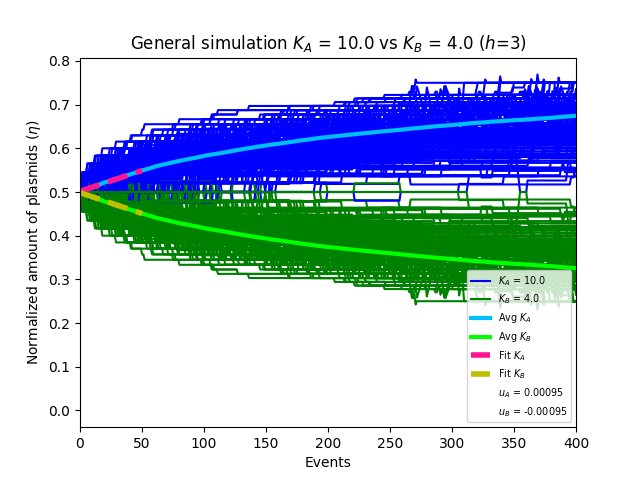 General simulation K_A = 10.0 vs K_B = 4.0 (h=3)
Normalized amount of plasmids (η)
0.8
0.7
0.6
0.5
0.4
0.3
0.2
0.1
0.0
K_A = 10.0
K_B = 4.0
Avg K_A
Avg K_B
Fit K_A
Fit K_B
u_A = 0.00095
u_B = -0.00095
0 50 100 150 200 250 300 350 400
Events